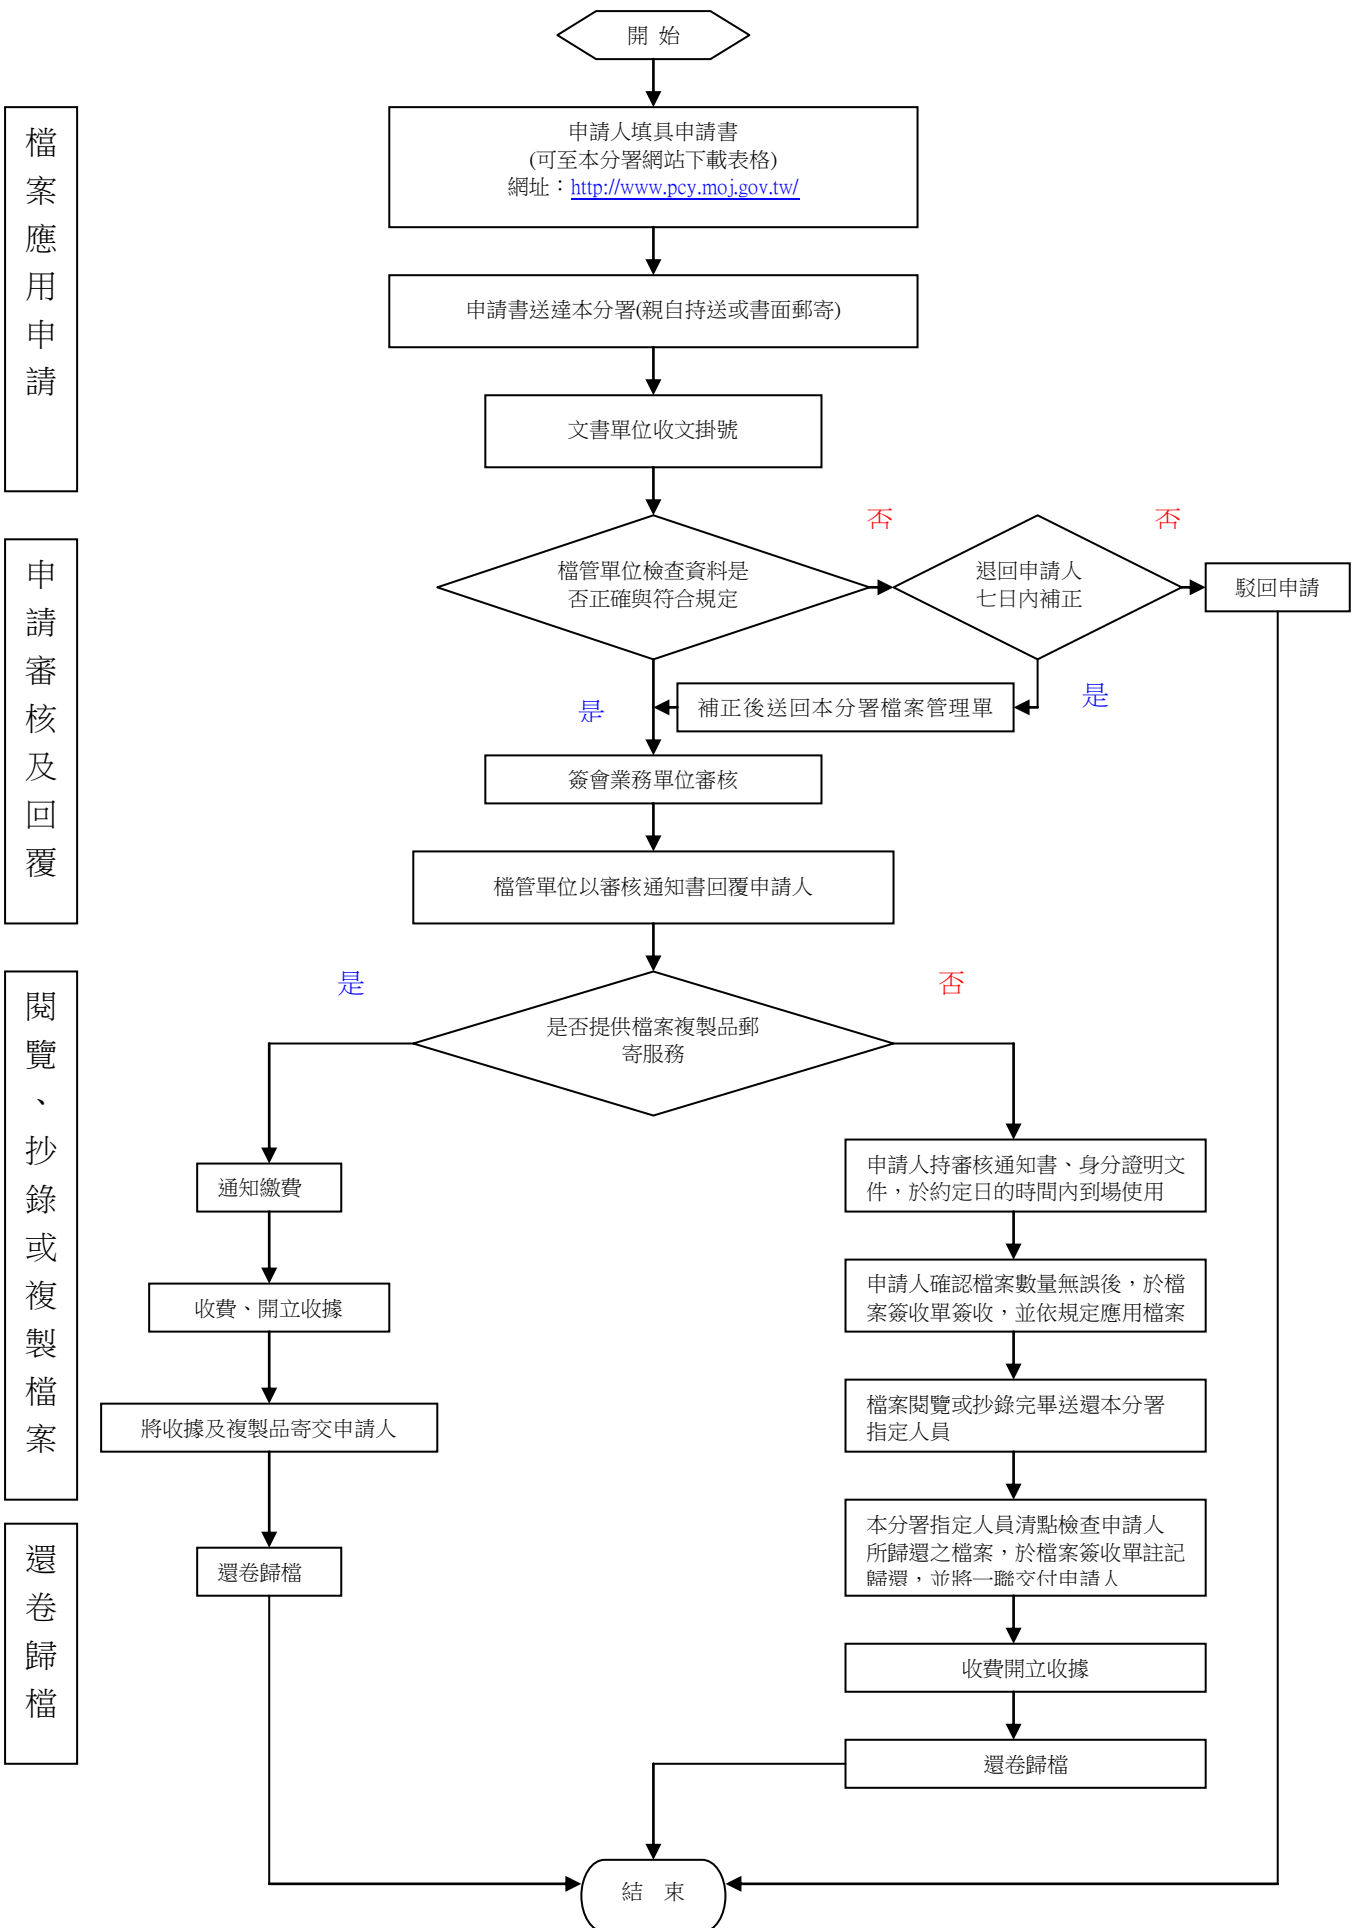 開 始
檔案應用申請
申請人填具申請書
(可至本分署網站下載表格)
網址：http://www.pcy.moj.gov.tw/
申請書送達本分署(親自持送或書面郵寄)
文書單位收文掛號
申請審核及回覆
否
否
檔管單位檢查資料是
否正確與符合規定
退回申請人
七日內補正
駁回申請
是
補正後送回本分署檔案管理單
是
簽會業務單位審核
檔管單位以審核通知書回覆申請人
閱覽、抄錄或複製檔案
是
否
是否提供檔案複製品郵
寄服務
通知繳費
收費、開立收據
將收據及複製品寄交申請人
申請人持審核通知書、身分證明文
件，於約定日的時間內到場使用
申請人確認檔案數量無誤後，於檔
案簽收單簽收，並依規定應用檔案
檔案閱覽或抄錄完畢送還本分署
指定人員
本分署指定人員清點檢查申請人
所歸還之檔案，於檔案簽收單註記
歸還，並將一聯交付申請人
還卷歸檔
還卷歸檔
收費開立收據
還卷歸檔
結 束